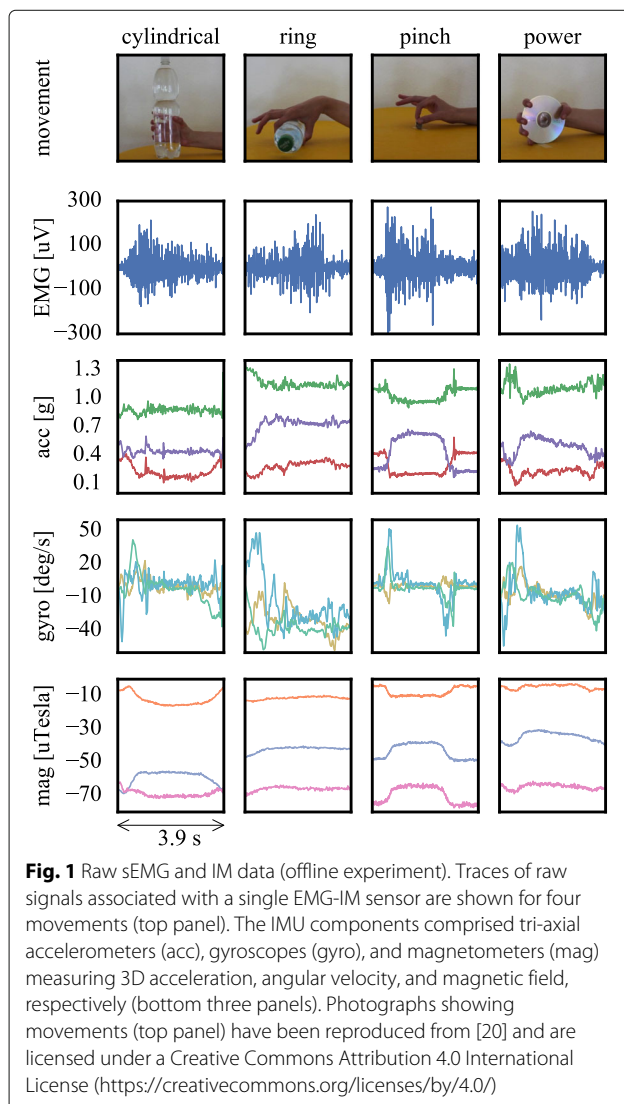 cylindrical ring pinch power
movement
EMG [uV]
300
100
−100
−300
acc [g]
1.3
1.0
0.7
0.4
0.1
gyro [deg/s]
50
20
−10
−40
mag [uTesla]
−10
−30
−50
−70
3.9 s
Fig. 1 Raw sEMG and IM data (offline experiment). Traces of raw
signals associated with a single EMG-IM sensor are shown for four
movements (top panel). The IMU components comprised tri-axial
accelerometers (acc), gyroscopes (gyro), and magnetometers (mag)
measuring 3D acceleration, angular velocity, and magnetic field,
respectively (bottom three panels). Photographs showing
movements (top panel) have been reproduced from [20] and are
licensed under a Creative Commons Attribution 4.0 International
License (https://creativecommons.org/licenses/by/4.0/)